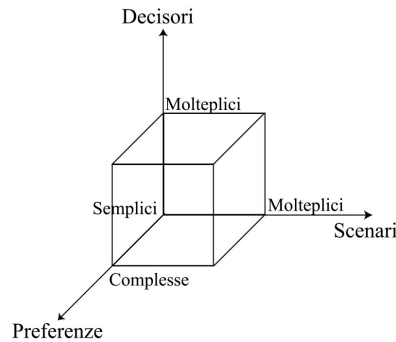 Decisori
Molteplici
Semplici
Molteplici
Scenari
Complesse
Preferenze